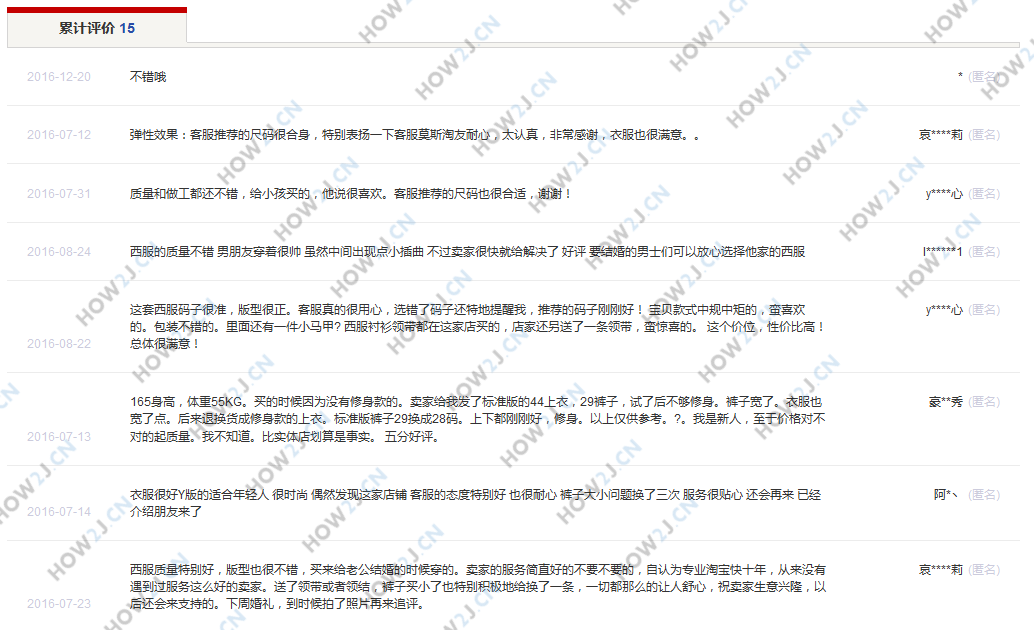 累计评价 15
2016-12-20 不错哦 * (匿名)
2016-07-12 弹性效果：客服推荐的尺码很合身，特别表扬一下客服莫斯淘友耐心，太认真，非常感谢，衣服也很满意。。 哀****莉 (匿名)
2016-07-31 质量和做工都还不错，给小孩买的，他说很喜欢。客服推荐的尺码也很合适，谢谢！ y****心 (匿名)
2016-08-24 西服的质量不错 男朋友穿着很帅 虽然中间出现点小插曲 不过卖家很快就给解决了 好评 要结婚的男士们可以放心选择他家的西服 l******1 (匿名)
这套西服码子很准，版型很正。客服真的很用心，选错了码子还特地提醒我，推荐的码子刚刚好！ 宝贝款式中规中矩的，蛮喜欢 y****心 (匿名)
的。包装不错的。里面还有一件小马甲? 西服衬衫领带都在这家店买的，店家还另送了一条领带，蛮惊喜的。 这个价位，性价比高！
2016-08-22 总体很满意！
165身高，体重55KG。买的时候因为没有修身款的。卖家给我发了标准版的44上衣，29裤子，试了后不够修身。裤子宽了。衣服也 豪**秀 (匿名)
宽了点。后来退换货成修身款的上衣。标准版裤子29换成28码。上下都刚刚好，修身。以上仅供参考。?。我是新人，至于价格对不
2016-07-13 对的起质量。我不知道。比实体店划算是事实。 五分好评。
衣服很好Y版的适合年轻人 很时尚 偶然发现这家店铺 客服的态度特别好 也很耐心 裤子大小问题换了三次 服务很贴心 还会再来 已经 阿*丶 (匿名)
2016-07-14 介绍朋友来了
西服质量特别好，版型也很不错，买来给老公结婚的时候穿的。卖家的服务简直好的不要不要的，自认为专业淘宝快十年，从来没有 哀****莉 (匿名)
遇到过服务这么好的卖家。送了领带或者领结，裤子买小了也特别积极地给换了一条，一切都那么的让人舒心，祝卖家生意兴隆，以
2016-07-23 后还会来支持的。下周婚礼，到时候拍了照片再来追评。
HOW2J.CN